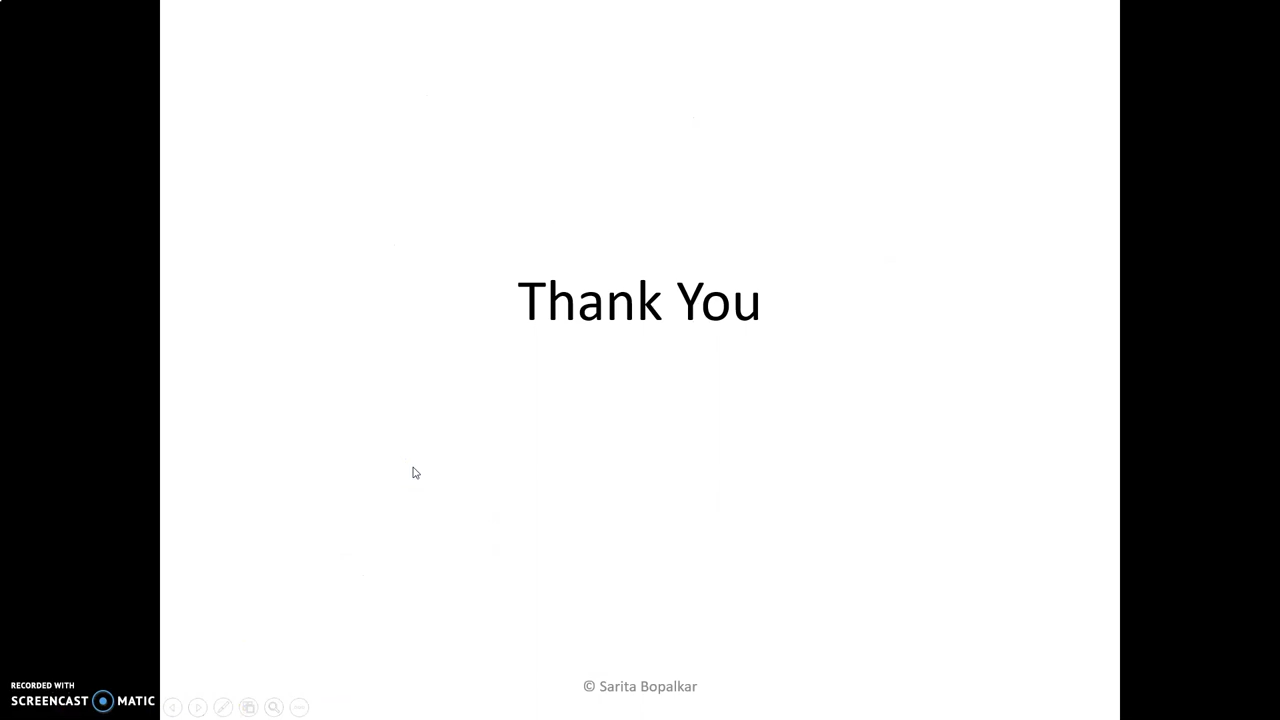 Thank You
© Sarita Bopalkar
RECORDED WITH
SCREENCAST MATIC